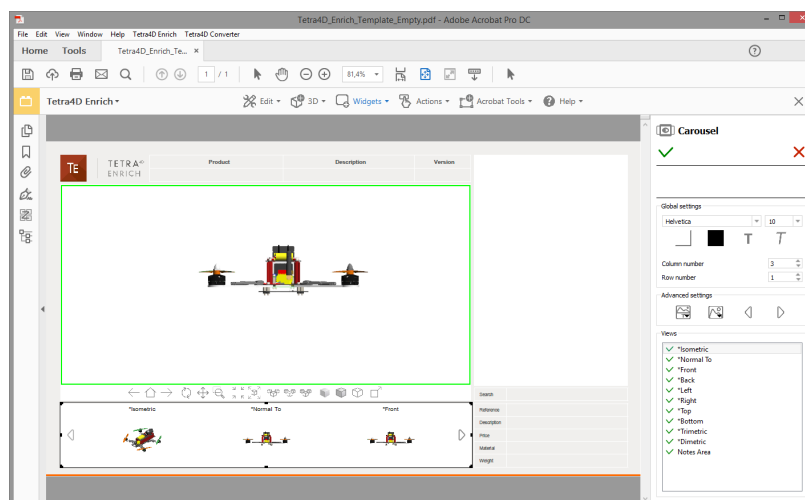 Tetra4D_Enrich_Template_Empty.pdf - Adobe Acrobat Pro DC
File Edit View Window Help Tetra4D Enrich Tetra4D Converter
Home Tools Tetra4D_Enrich_Te... ×
1 / 1 81,4%
Tetra4D Enrich Edit 3D Widgets Actions Acrobat Tools Help
Carousel
TE
TETRA4D
ENRICH
Product Description Version
Global settings
Helvetica 10
T T
Column number 3
Row number 1
Advanced settings
Views
*Isometric
*Normal To
*Front
*Back
*Left
*Right
*Top
*Bottom
*Trimetric
*Dimetric
Notes Area
*Isometric *Normal To *Front
Search
Reference
Description
Price
Material
Weight